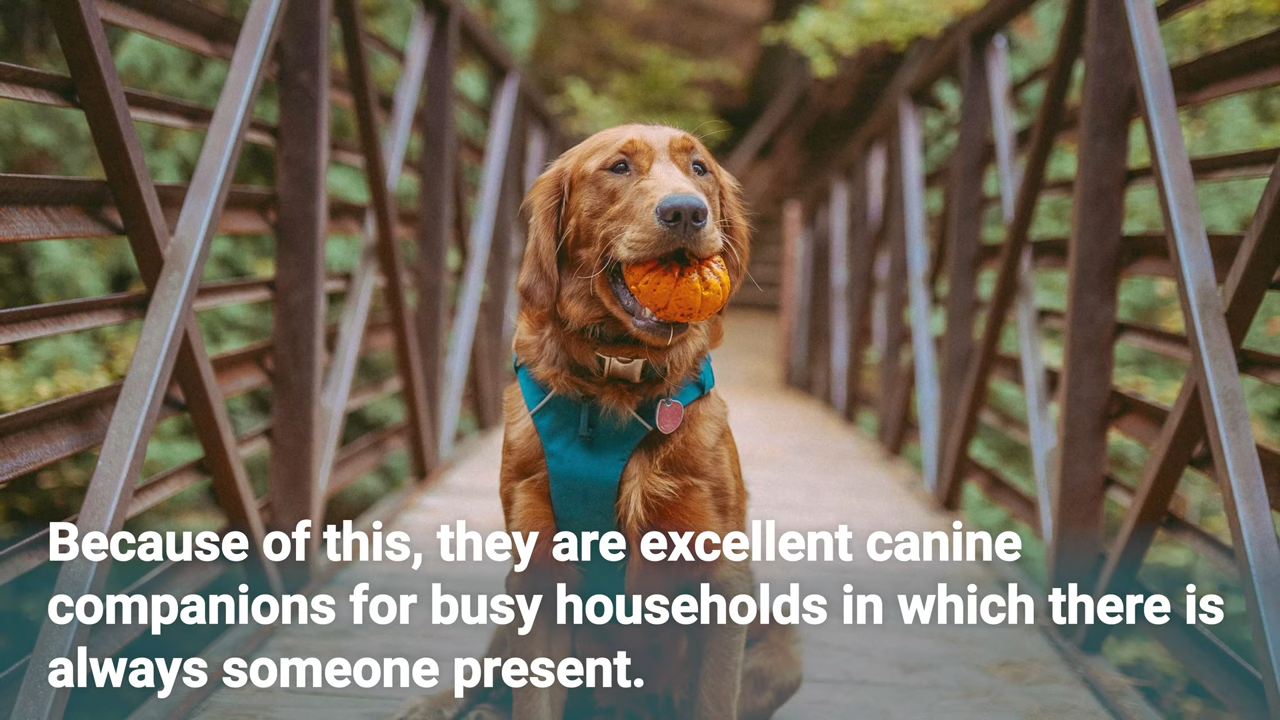 Because of this, they are excellent canine
companions for busy households in which there is
always someone present.